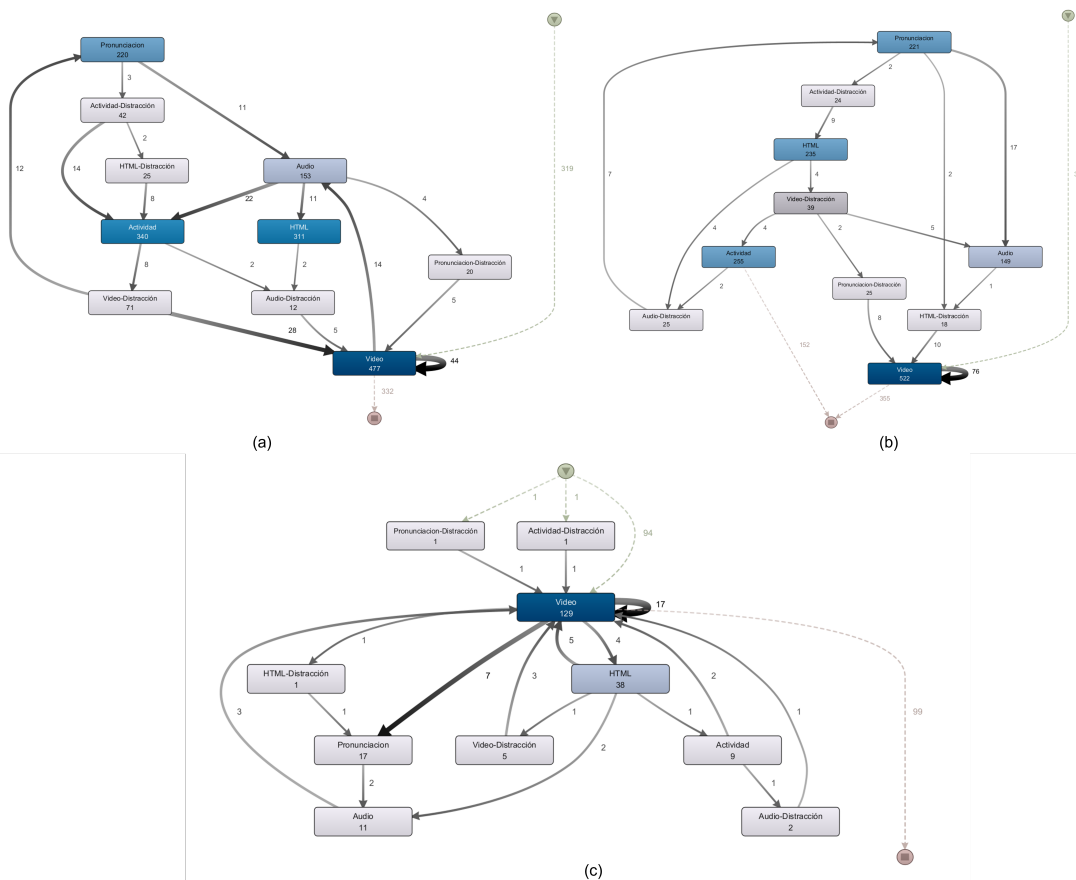 Pronunciacion
220
3
Actividad-Distracción
42
11
12
14
2
HTML-Distracción
25
Audio
153
319
8
22
11
4
Actividad
340
HTML
311
Pronunciacion-Distracción
20
8
2
2
14
Vídeo-Distracción
71
Audio-Distracción
12
5
28
5
Vídeo
477
44
332
(a)
Pronunciacion
221
2
Actividad-Distracción
24
9
17
HTML
235
7
4
2
Vídeo-Distracción
39
4
4
2
5
Actividad
255
Audio
149
2
Pronunciacion-Distracción
25
1
Audio-Distracción
25
HTML-Distracción
18
8
10
152
Vídeo
522
76
355
(b)
1
1
94
Pronunciacion-Distracción
1
Actividad-Distracción
1
1
1
Vídeo
129
17
1
5
4
HTML-Distracción
1
7
3
HTML
38
2
1
3
1
1
1
99
Pronunciacion
17
Vídeo-Distracción
5
Actividad
9
2
2
1
Audio
11
Audio-Distracción
2
(c)